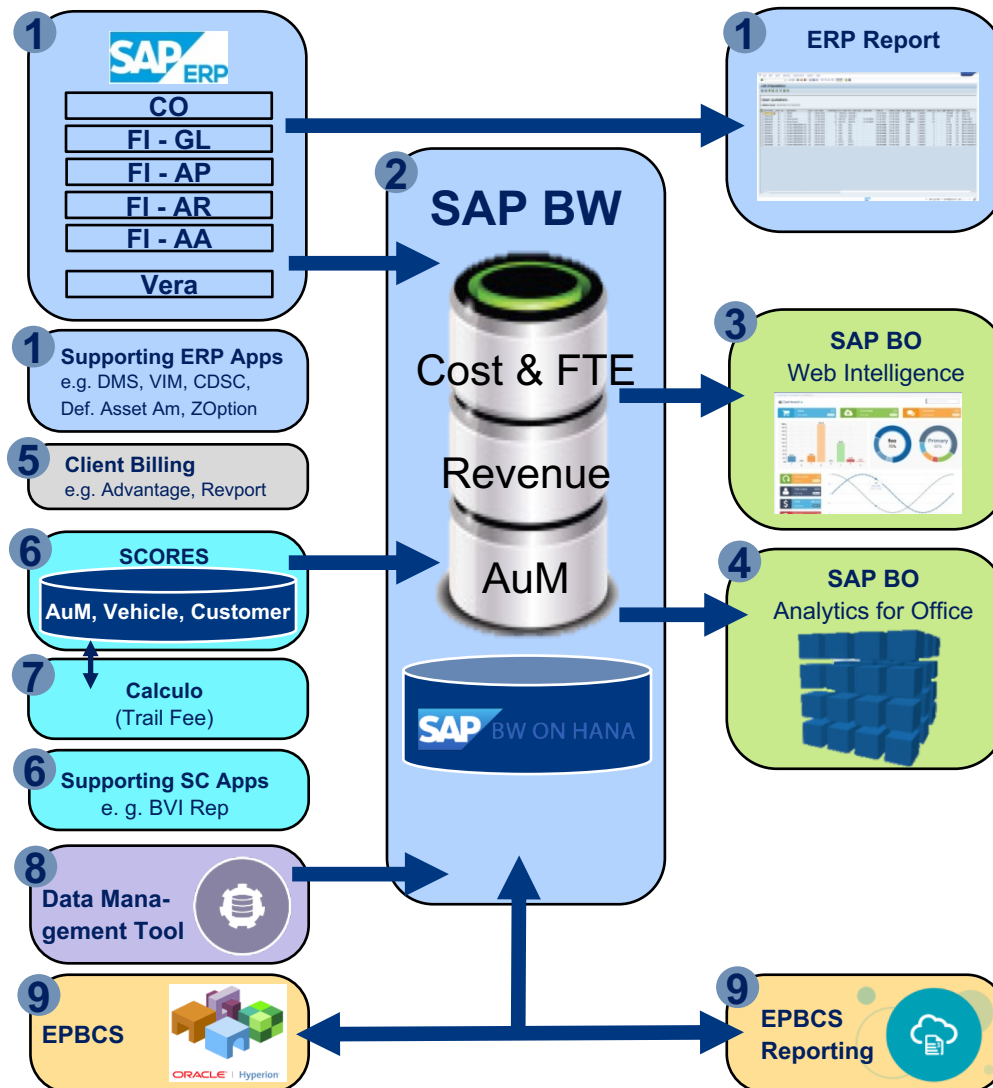 1
SAP
ERP
CO
FI - GL
FI - AP
FI - AR
FI - AA
Vera
1
ERP Report
2
SAP BW
Cost & FTE
Revenue
AuM
SAP BW ON HANA
1
Supporting ERP Apps
e.g. DMS, VIM, CDSC,
Def. Asset Am, ZOption
5
Client Billing
e.g. Advantage, Revport
6
SCORES
AuM, Vehicle, Customer
7
Calculo
(Trail Fee)
6
Supporting SC Apps
e. g. BVI Rep
8
Data Mana-
gement Tool
9
EPBCS
ORACLE | Hyperion
3
SAP BO
Web Intelligence
4
SAP BO
Analytics for Office
9
EPBCS
Reporting